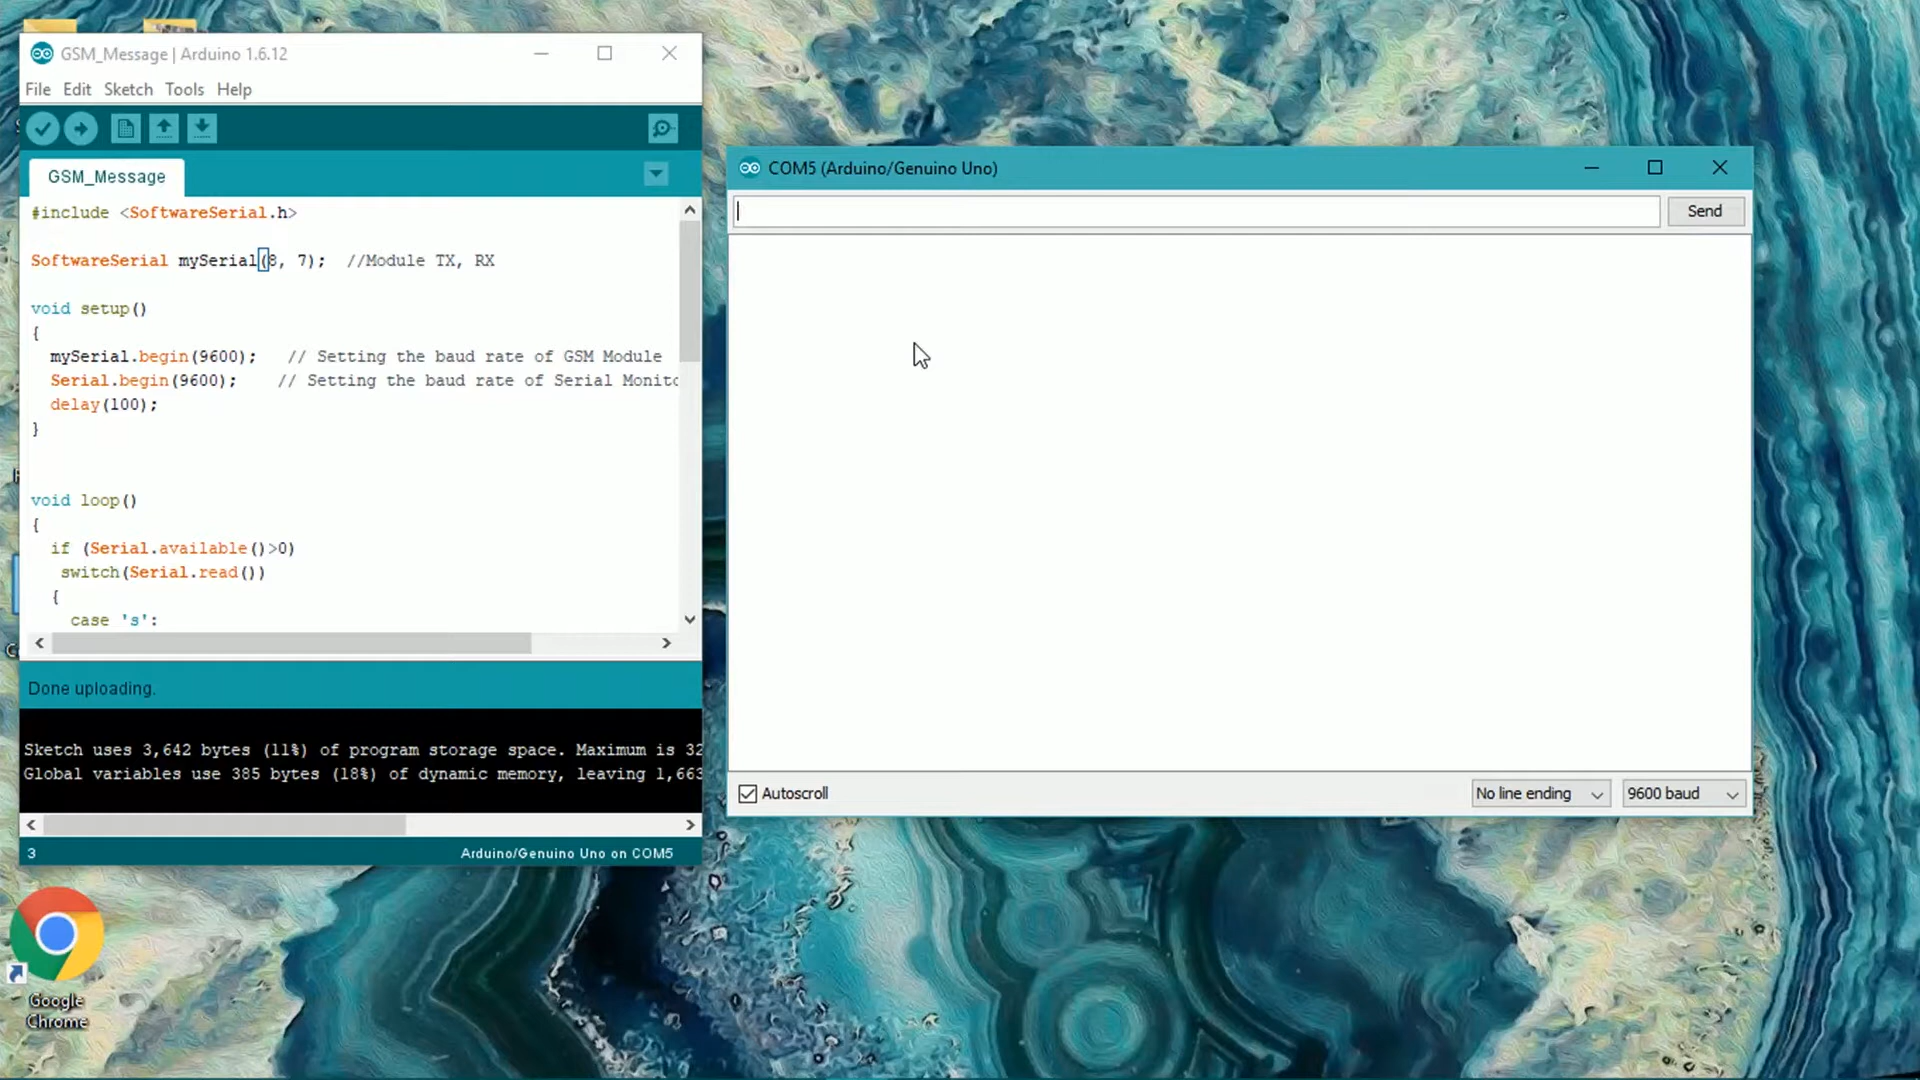 GSM_Message | Arduino 1.6.12
File Edit Sketch Tools Help
GSM_Message
#include <SoftwareSerial.h>
SoftwareSerial mySerial(8, 7);  //Module TX, RX
void setup()
{
mySerial.begin(9600);   // Setting the baud rate of GSM Module
Serial.begin(9600);    // Setting the baud rate of Serial Monito
delay(100);
}
void loop()
{
if (Serial.available()>0)
switch(Serial.read())
{
case 's':
Done uploading.
Sketch uses 3,642 bytes (11%) of program storage space. Maximum is 32
Global variables use 385 bytes (18%) of dynamic memory, leaving 1,663
3
Arduino/Genuino Uno on COM5
COM5 (Arduino/Genuino Uno)
Send
Autoscroll
No line ending
9600 baud
Google
Chrome